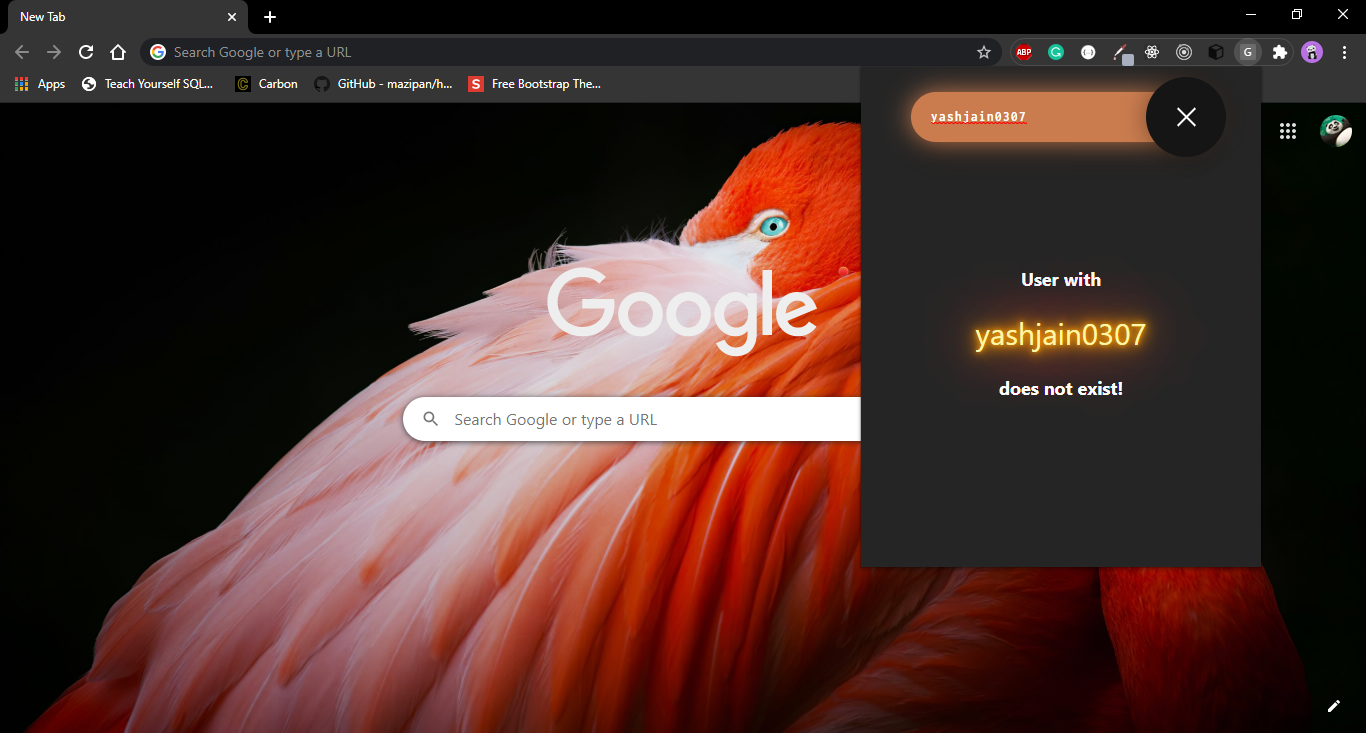 New Tab
Search Google or type a URL
ABP
G
Apps
Teach Yourself SQL...
C
Carbon
GitHub - mazipan/h...
S
Free Bootstrap The...
yashjain0307
User with
yashjain0307
does not exist!
Google
Search Google or type a URL